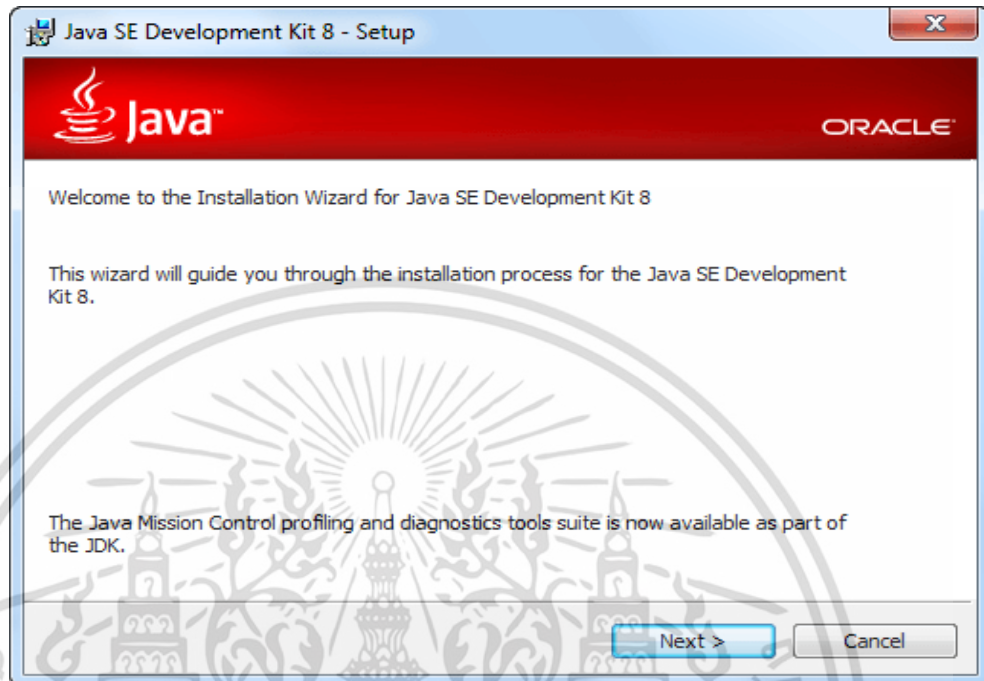 Java SE Development Kit 8 - Setup
Java™
ORACLE
Welcome to the Installation Wizard for Java SE Development Kit 8
This wizard will guide you through the installation process for the Java SE Development
Kit 8.
The Java Mission Control profiling and diagnostics tools suite is now available as part of
the JDK.
Next >
Cancel